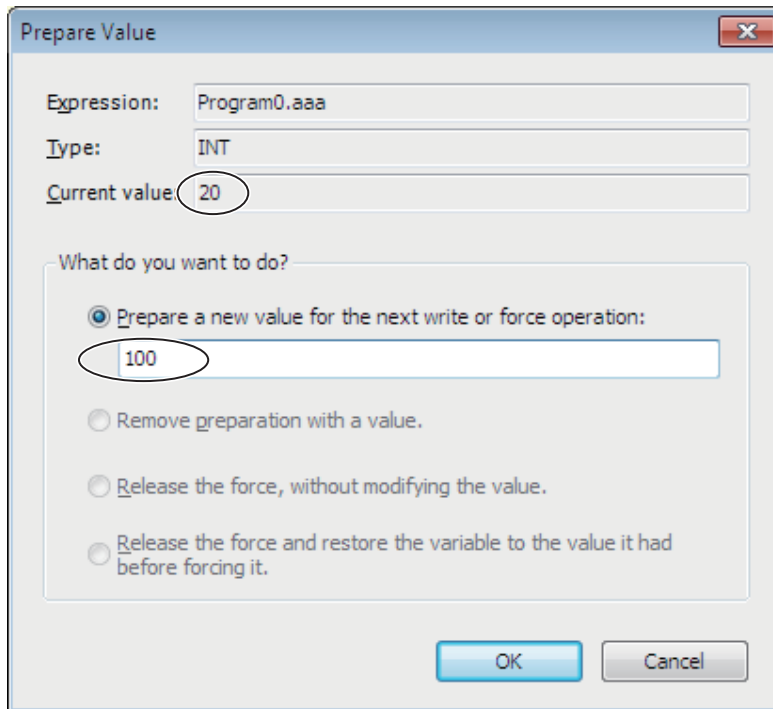 Prepare Value
Expression: Program0.aaa
Type: INT
Current value: 20
What do you want to do?
Prepare a new value for the next write or force operation:
100
Remove preparation with a value.
Release the force, without modifying the value.
Release the force and restore the variable to the value it had
before forcing it.
OK Cancel